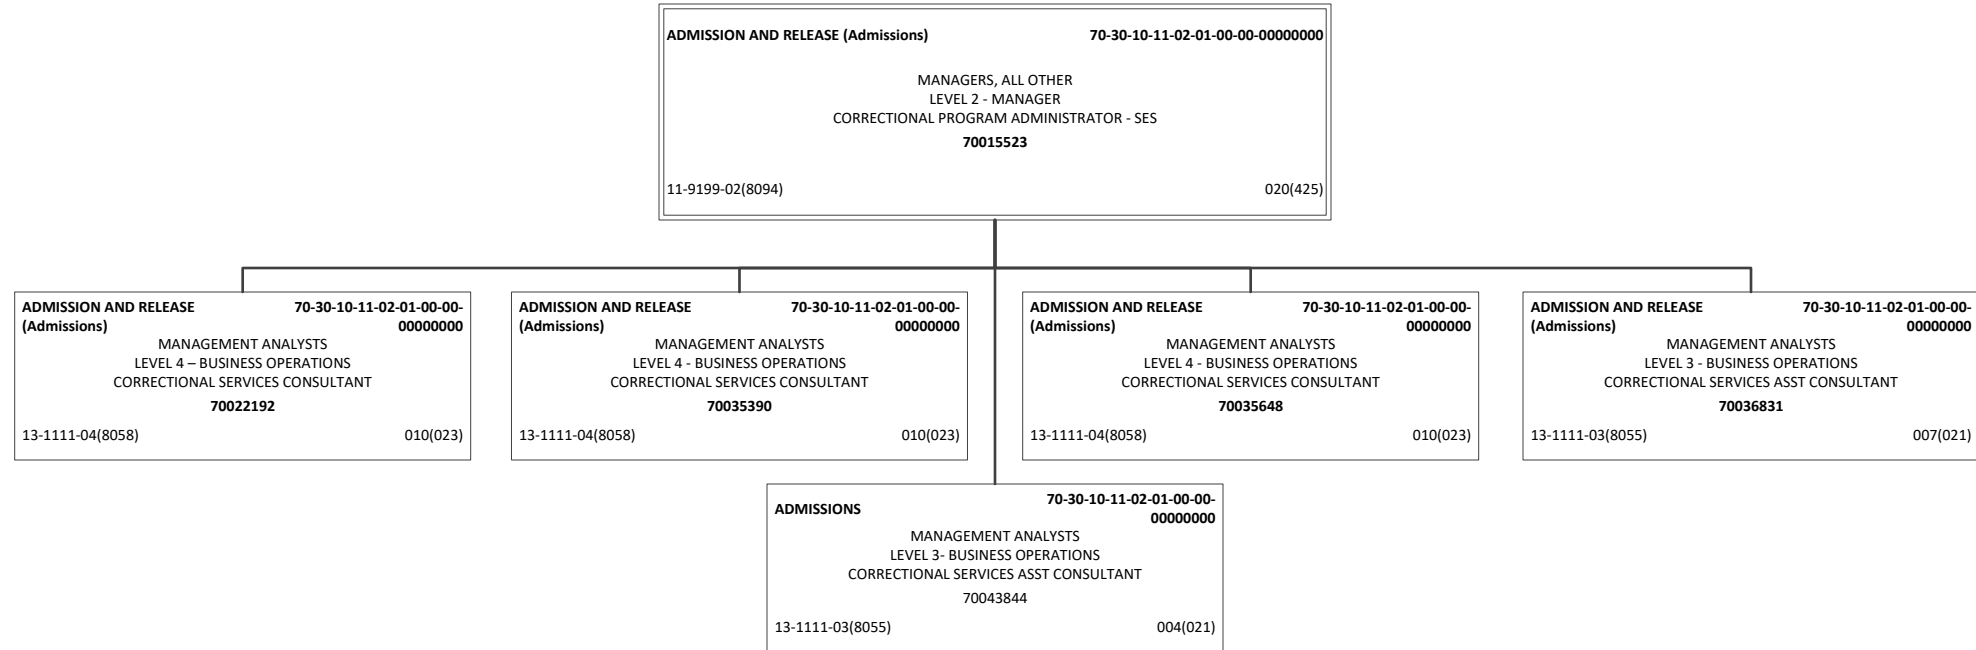 ADMISSION AND RELEASE (Admissions) 70-30-10-11-02-01-00-00-00000000
MANAGERS, ALL OTHER
LEVEL 2 - MANAGER
CORRECTIONAL PROGRAM ADMINISTRATOR - SES
70015523
11-9199-02(8094) 020(425)
ADMISSION AND RELEASE 70-30-10-11-02-01-00-00-
(Admissions) 00000000
MANAGEMENT ANALYSTS
LEVEL 4 – BUSINESS OPERATIONS
CORRECTIONAL SERVICES CONSULTANT
70022192
13-1111-04(8058) 010(023)
ADMISSION AND RELEASE 70-30-10-11-02-01-00-00-
(Admissions) 00000000
MANAGEMENT ANALYSTS
LEVEL 4 - BUSINESS OPERATIONS
CORRECTIONAL SERVICES CONSULTANT
70035390
13-1111-04(8058) 010(023)
ADMISSION AND RELEASE 70-30-10-11-02-01-00-00-
(Admissions) 00000000
MANAGEMENT ANALYSTS
LEVEL 4 - BUSINESS OPERATIONS
CORRECTIONAL SERVICES CONSULTANT
70035648
13-1111-04(8058) 010(023)
ADMISSION AND RELEASE 70-30-10-11-02-01-00-00-
(Admissions) 00000000
MANAGEMENT ANALYSTS
LEVEL 3 - BUSINESS OPERATIONS
CORRECTIONAL SERVICES ASST CONSULTANT
70036831
13-1111-03(8055) 007(021)
ADMISSIONS 70-30-10-11-02-01-00-00-
00000000
MANAGEMENT ANALYSTS
LEVEL 3- BUSINESS OPERATIONS
CORRECTIONAL SERVICES ASST CONSULTANT
70043844
13-1111-03(8055) 004(021)